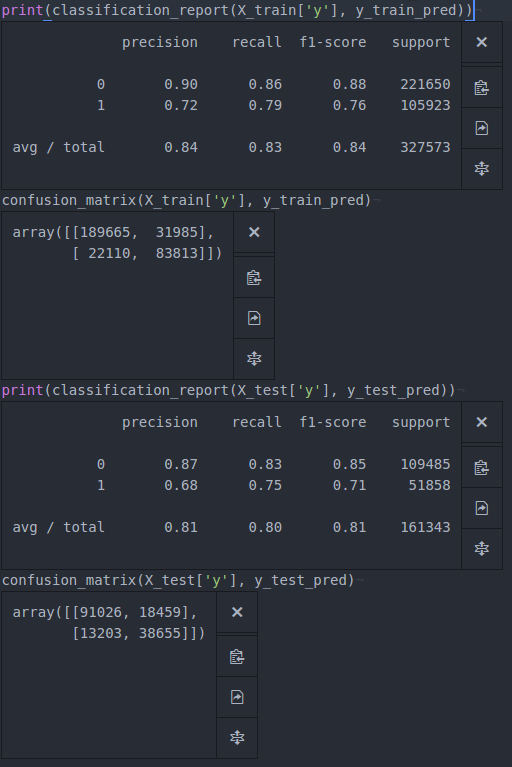 print(classification_report(X_train['y'], y_train_pred))¬
precision recall f1-score support
0 0.90 0.86 0.88 221650
1 0.72 0.79 0.76 105923
avg / total 0.84 0.83 0.84 327573
confusion_matrix(X_train['y'], y_train_pred)¬
array([[189665, 31985],
[ 22110, 83813]])
print(classification_report(X_test['y'], y_test_pred))¬
precision recall f1-score support
0 0.87 0.83 0.85 109485
1 0.68 0.75 0.71 51858
avg / total 0.81 0.80 0.81 161343
confusion_matrix(X_test['y'], y_test_pred)¬
array([[91026, 18459],
[13203, 38655]])